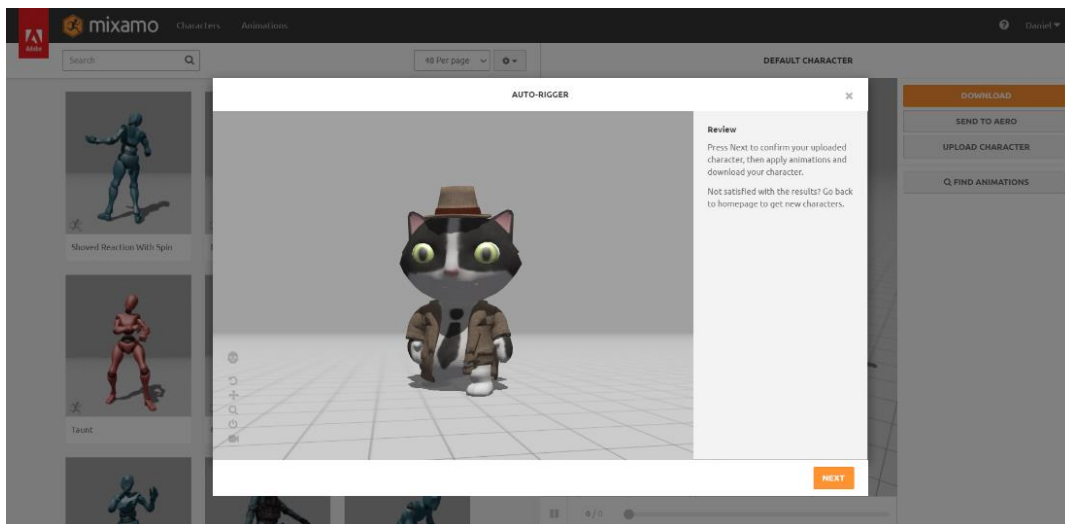 Adobe
mixamo Characters Animations Daniel
Search 48 Per page DEFAULT CHARACTER
AUTO-RIGGER
DOWNLOAD
SEND TO AERO
UPLOAD CHARACTER
FIND ANIMATIONS
Review
Press Next to confirm your uploaded
character, then apply animations and
download your character.
Not satisfied with the results? Go back
to homepage to get new characters.
Shoved Reaction With Spin
Taunt
NEXT
0 / 0